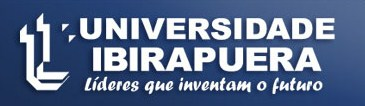 UNIVERSIDADE
IBIRAPUERA
Líderes que inventam o futuro